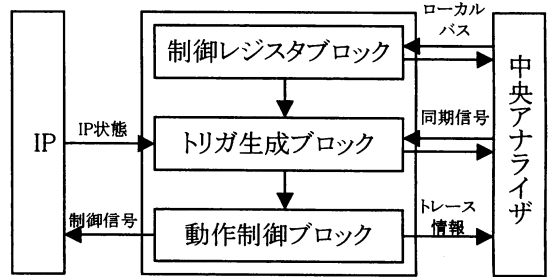 ローカル
バス
制御レジスタブロック
同期信号
IP状態
トリガ生成ブロック
IP
中央アナライザ
制御信号
動作制御ブロック
トレース
情報